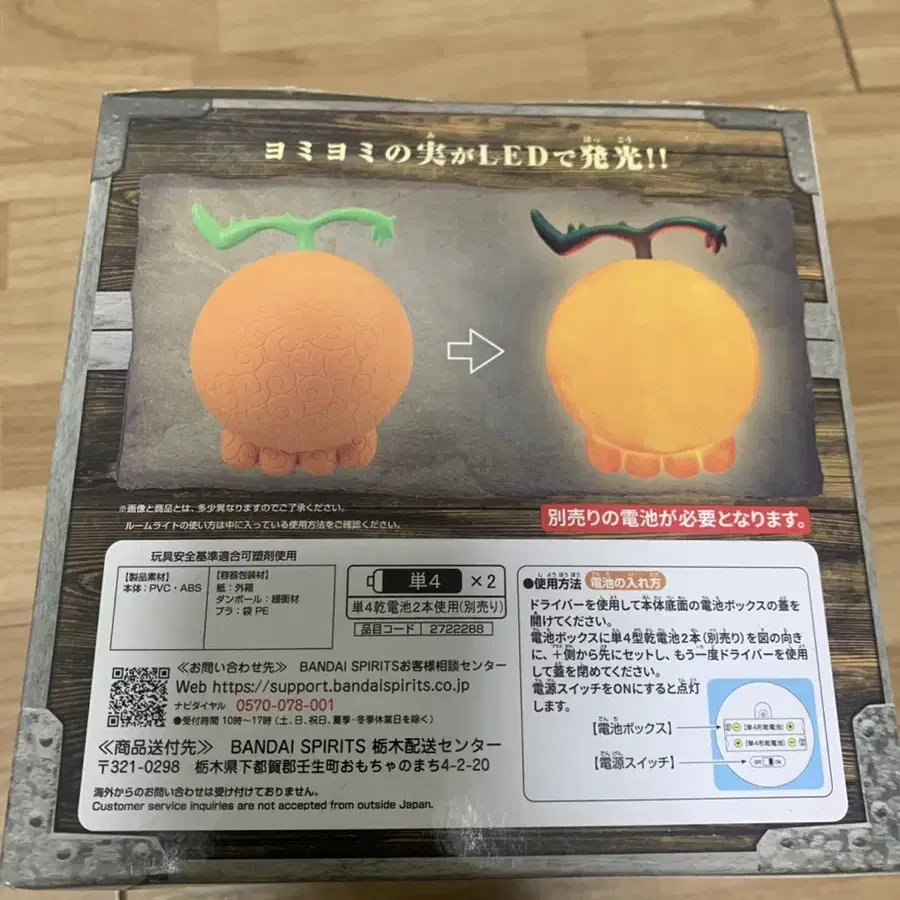 ヨミヨミの実がLEDで発光!!
※画像と商品とは、多少異なりますのでご了承ください。
ルームライトの使い方は中に入っている使用方法をご確認ください。
別売りの電池が必要となります。
玩具安全基準適合可塑剤使用
【製品素材】
本体：PVC・ABS
【容器包装材】
紙：外箱
ダンボール：緩衝材
プラ：袋 PE
単4 ×2
単4乾電池2本使用(別売り)
品目コード 2722288
≪お問い合わせ先≫ BANDAI SPIRITSお客様相談センター
Web https://support.bandaispirits.co.jp
ナビダイヤル 0570-078-001
●受付時間 10時～17時 (土、日、祝日、夏季・冬季休業日を除く)
≪商品送付先≫ BANDAI SPIRITS 栃木配送センター
〒321-0298 栃木県下都賀郡壬生町おもちゃのまち4-2-20
海外からのお問い合わせは受け付けておりません。
Customer service inquiries are not accepted from outside Japan.
●使用方法 電池の入れ方
ドライバーを使用して本体底面の電池ボックスの蓋を
開けてください。
電池ボックスに単4型乾電池2本(別売り)を図の向き
に、+側から先にセットし、もう一度ドライバーを使用
して蓋を閉めてください。
電源スイッチをONにすると点灯
します。
【電池ボックス】
【単4形乾電池】
【単4形乾電池】
【電源スイッチ】
OFF ON